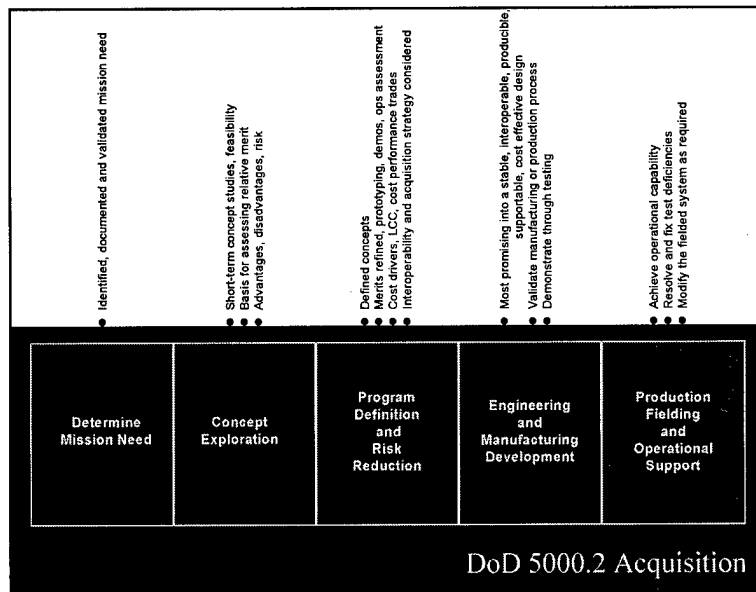 Identified, documented and validated mission need
Short-term concept studies, feasibility
Basis for assessing relative merit
Advantages, disadvantages, risk
Defined concepts
Merits refined, prototyping, demos, ops assessment
Cost drivers, LCC, cost performance trades
Interoperability and acquisition strategy considered
Most promising into a stable, interoperable, producible,
supportable, cost effective design
Validate manufacturing or production process
Demonstrate through testing
Achieve operational capability
Resolve and fix test deficiencies
Modify the fielded system as required
Determine
Mission Need
Concept
Exploration
Program
Definition
and
Risk
Reduction
Engineering
and
Manufacturing
Development
Production
Fielding
and
Operational
Support
DoD 5000.2 Acquisition